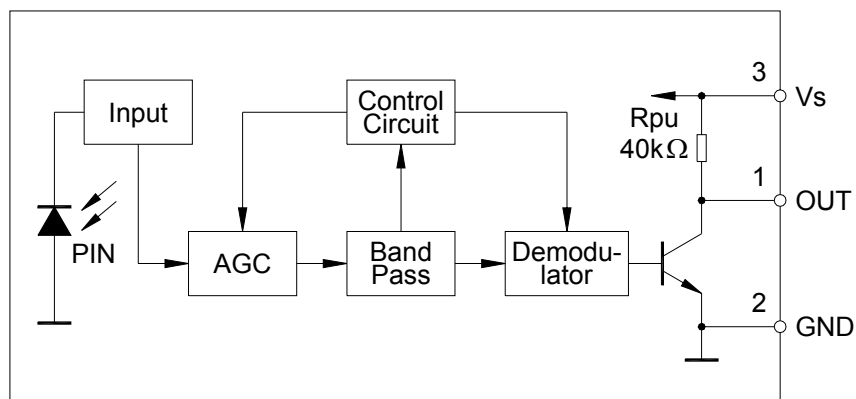 Input
Control
Circuit
3
Vs
Rpu
40kΩ
1
OUT
PIN
AGC
Band
Pass
Demodu-
lator
2
GND